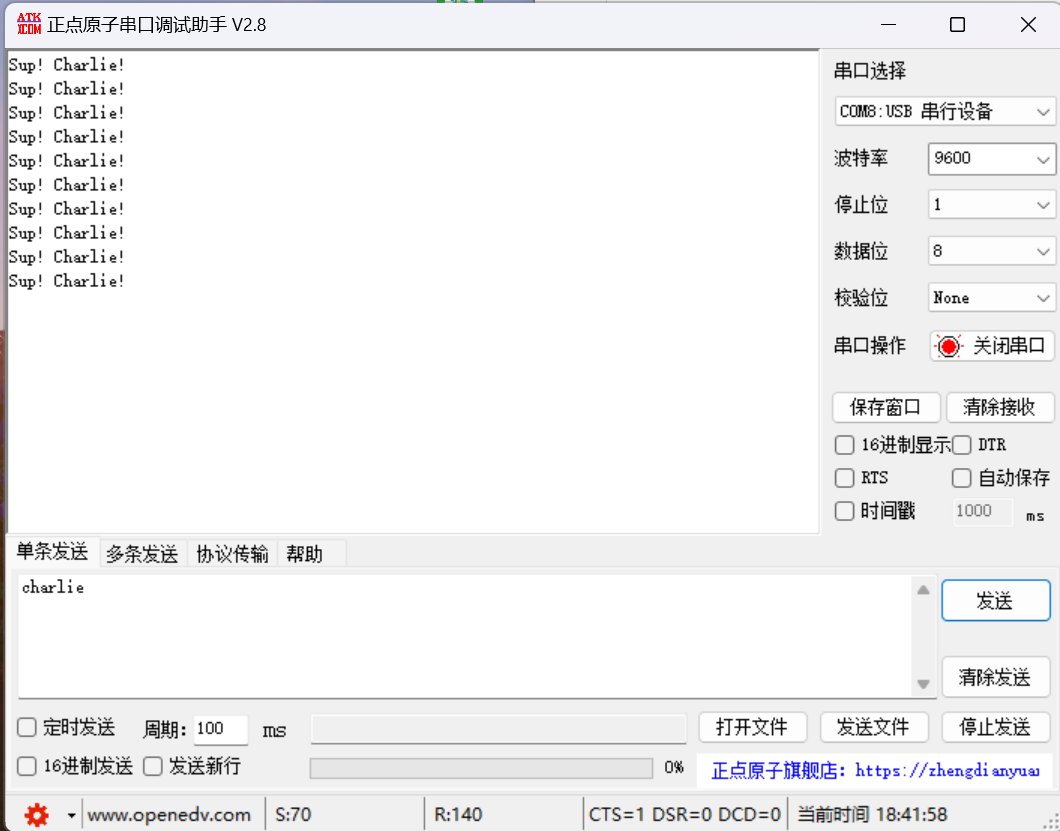 ATK
XCOM 正点原子串口调试助手 V2.8
Sup! Charlie!
Sup! Charlie!
Sup! Charlie!
Sup! Charlie!
Sup! Charlie!
Sup! Charlie!
Sup! Charlie!
Sup! Charlie!
Sup! Charlie!
Sup! Charlie!
串口选择
COM8:USB 串行设备
波特率 9600
停止位 1
数据位 8
校验位 None
串口操作 关闭串口
保存窗口 清除接收
16进制显示 DTR
RTS 自动保存
时间戳 1000 ms
单条发送 多条发送 协议传输 帮助
charlie
发送
清除发送
定时发送 周期: 100 ms 打开文件 发送文件 停止发送
16进制发送 发送新行 0% 正点原子旗舰店: https://zhengdianyuan
www.openedv.com S:70 R:140 CTS=1 DSR=0 DCD=0 当前时间 18:41:58